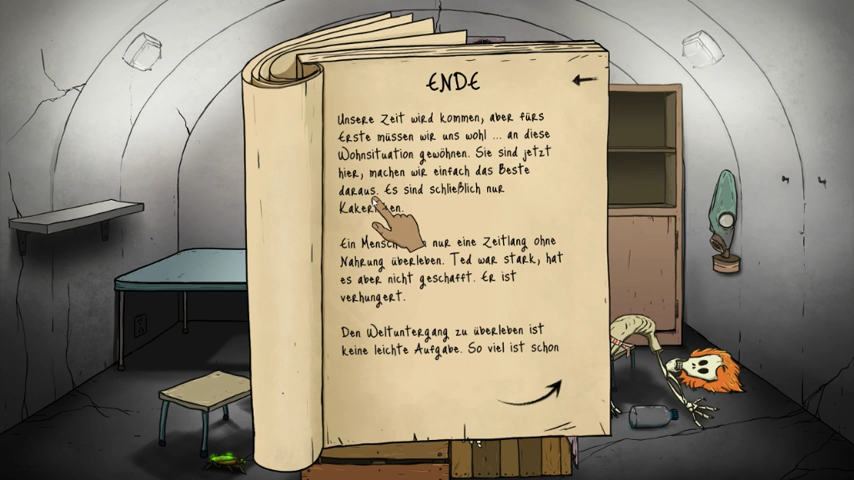 ENDE
Unsere Zeit wird kommen, aber fürs
Erste müssen wir uns wohl ... an diese
Wohnsituation gewöhnen. Sie sind jetzt
hier, machen wir einfach das Beste
daraus. Es sind schließlich nur
Ein nur eine Zeitlang ohne
Nahrung überleben. Ted war stark, hat
es aber nicht geschafft. Er ist
verhungert.
Den Weltuntergang zu überleben ist
keine leichte Aufgabe. So viel ist schon